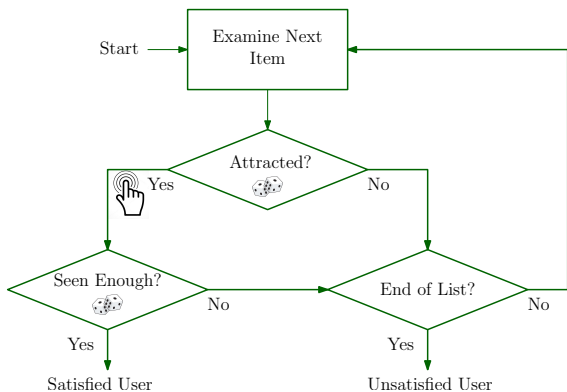 Start
Examine Next
Item
Attracted?
Yes
No
Seen Enough?
No
End of List?
No
Yes
Yes
Satisfied User
Unsatisfied User